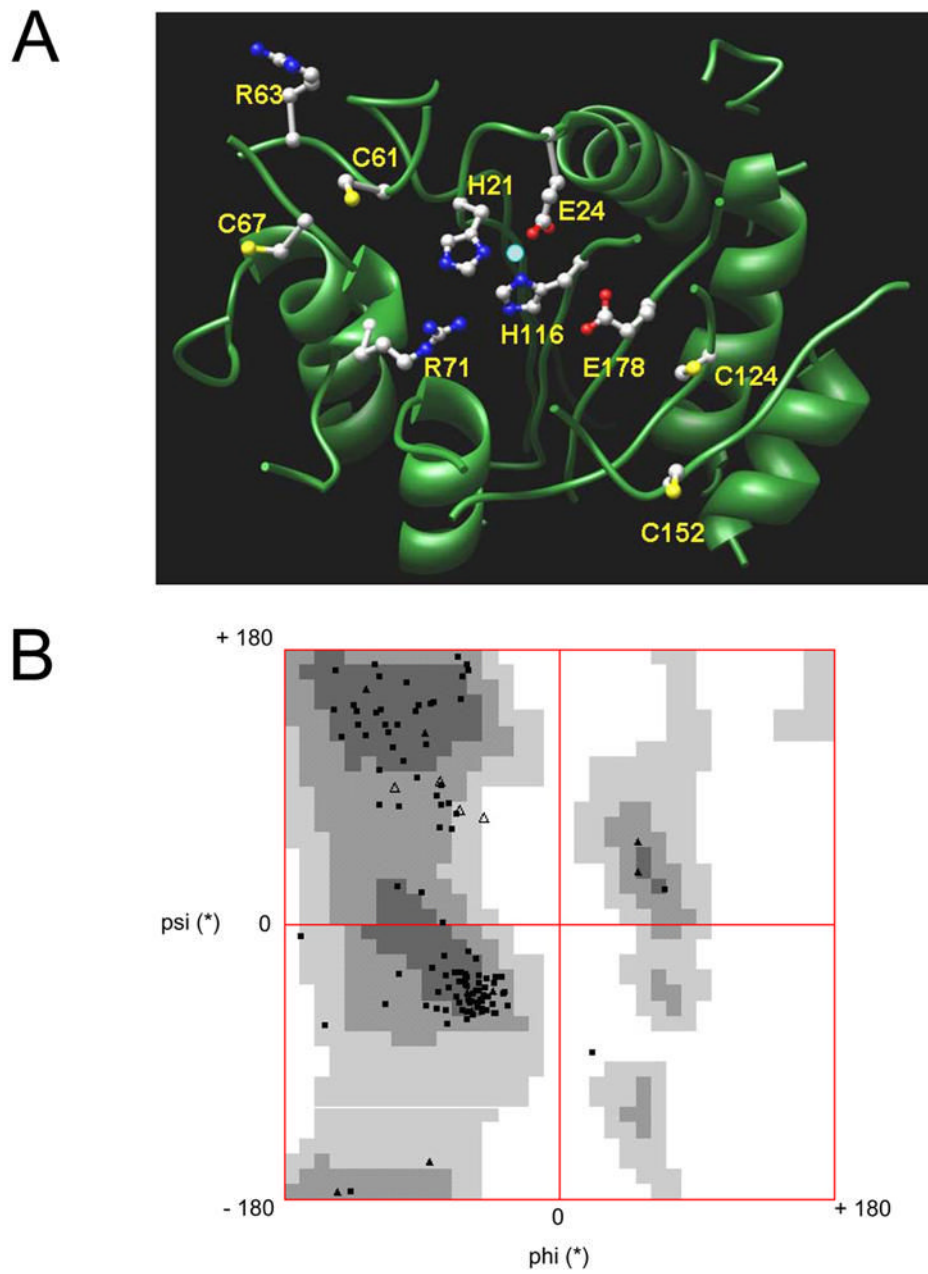 A
R63
C61
H21
E24
C67
H116
R71
E178
C124
C152
B
+ 180
psi (*)
0
- 180
0
+ 180
phi (*)